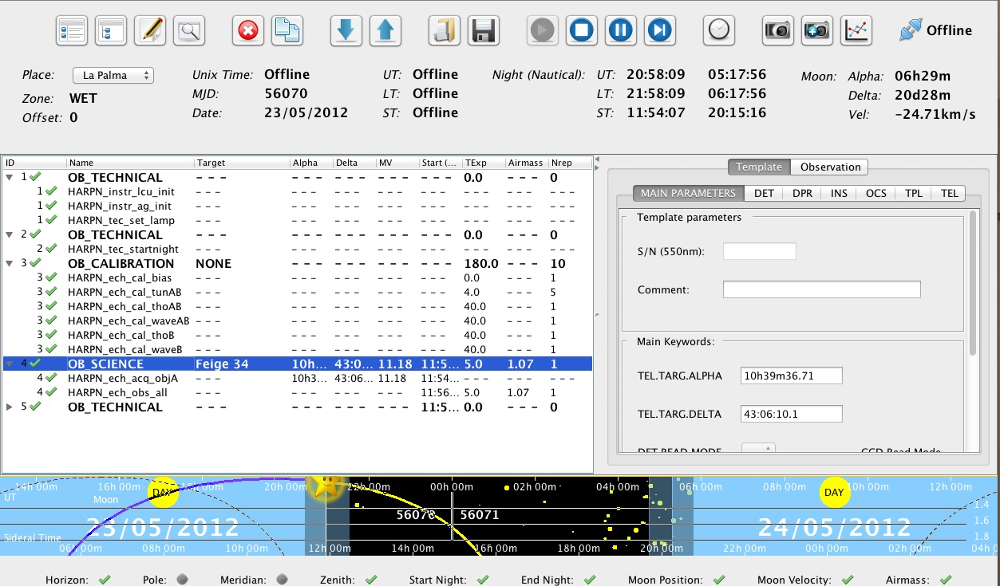 Offline
Place: La Palma Unix Time: Offline UT: Offline Night (Nautical): UT: 20:58:09 05:17:56 Moon: Alpha: 06h29m
Zone: WET MJD: 56070 LT: Offline LT: 21:58:09 06:17:56 Delta: 20d28m
Offset: 0 Date: 23/05/2012 ST: Offline ST: 11:54:07 20:15:16 Vel: -24.71km/s
ID Name Target Alpha Delta MV Start (... TExp Airmass Nrep
1 OB_TECHNICAL - - - - - - - - - - - - - - - 0.0 - - - 0
1 HARPN_instr_lcu_init - - - - - - - - - - - - - - - - - - - - - - - -
1 HARPN_instr_ag_init - - - - - - - - - - - - - - - - - - - - - - - -
1 HARPN_tec_set_lamp - - - - - - - - - - - - - - - - - - - - - - - -
2 OB_TECHNICAL - - - - - - - - - - - - - - - 0.0 - - - 0
2 HARPN_tec_startnight - - - - - - - - - - - - - - - - - - - - - - - -
3 OB_CALIBRATION NONE - - - - - - - - - - - - 180.0 - - - 10
3 HARPN_ech_cal_bias - - - - - - - - - - - - - - - 0.0 - - - 1
3 HARPN_ech_cal_tunAB - - - - - - - - - - - - - - - 4.0 - - - 5
3 HARPN_ech_cal_thoAB - - - - - - - - - - - - - - - 40.0 - - - 1
3 HARPN_ech_cal_waveAB - - - - - - - - - - - - - - - 40.0 - - - 1
3 HARPN_ech_cal_thoB - - - - - - - - - - - - - - - 40.0 - - - 1
3 HARPN_ech_cal_waveB - - - - - - - - - - - - - - - 40.0 - - - 1
4 OB_SCIENCE Feige 34 10h... 43:0... 11.18 11:5... 5.0 1.07 1
4 HARPN_ech_acq_objA - - - 10h3... 43:06... 11.18 11:54... - - - - - - - - -
4 HARPN_ech_obs_all - - - - - - - - - - - - 11:56... 5.0 1.07 1
5 OB_TECHNICAL - - - - - - - - - - - - 11:5... 0.0 - - - 0
Template Observation
MAIN PARAMETERS DET DPR INS OCS TPL TEL
Template parameters
S/N (550nm):
Comment:
Main Keywords:
TEL.TARG.ALPHA 10h39m36.71
TEL.TARG.DELTA 43:06:10.1
DET READ MODE CCD Read Mode
14h 00m 16h 00m 18h 00m 20h 00m 22h 00m 00h 00m 02h 00m 04h 00m 06h 00m 08h 00m 10h 00m 12h 00m
UT Moon DAY DAY
1.4
56070 56071
1.6
23/05/2012 24/05/2012
Sideral Time 1.8
06h 00m 08h 00m 10h 00m 12h 00m 14h 00m 16h 00m 18h 00m 20h 00m 22h 00m 00h 00m 02h 00m 04h 0
Horizon: Pole: Meridian: Zenith: Start Night: End Night: Moon Position: Moon Velocity: Airmass: